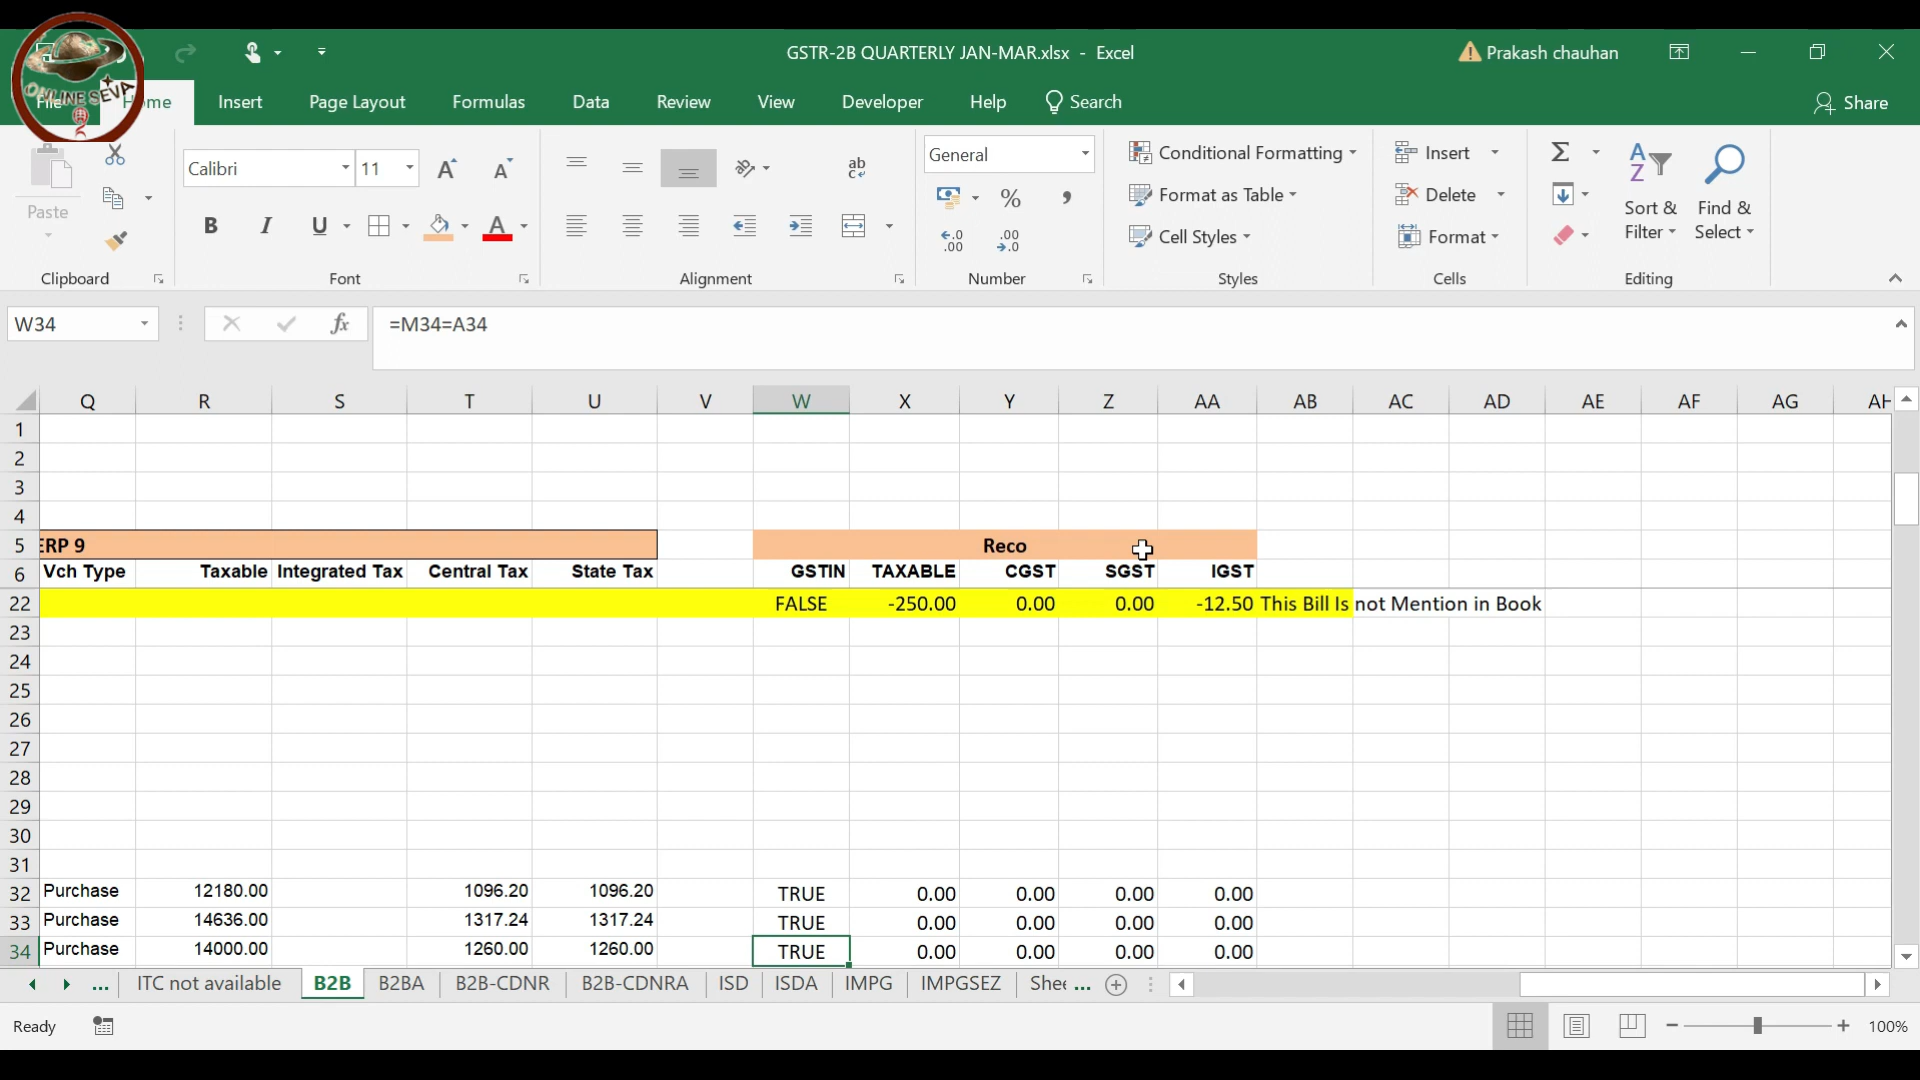 GSTR-2B QUARTERLY JAN-MAR.xlsx - Excel
Prakash chauhan
ONLINE SEVA
File Home Insert Page Layout Formulas Data Review View Developer Help Search Share
Paste
Clipboard
Calibri 11
B I U A
Font
ab
Alignment
General
% ,
Number
Conditional Formatting
Format as Table
Cell Styles
Styles
Insert
Delete
Format
Cells
Sort & Filter
Find & Select
Editing
W34 fx =M34=A34
Q R S T U V W X Y Z AA AB AC AD AE AF AG AH
1
2
3
4
5 ERP 9 Reco
6 Vch Type Taxable Integrated Tax Central Tax State Tax GSTIN TAXABLE CGST SGST IGST
22 FALSE -250.00 0.00 0.00 -12.50 This Bill Is not Mention in Book
23
24
25
26
27
28
29
30
31
32 Purchase 12180.00 1096.20 1096.20 TRUE 0.00 0.00 0.00 0.00
33 Purchase 14636.00 1317.24 1317.24 TRUE 0.00 0.00 0.00 0.00
34 Purchase 14000.00 1260.00 1260.00 TRUE 0.00 0.00 0.00 0.00
... ITC not available B2B B2BA B2B-CDNR B2B-CDNRA ISD ISDA IMPG IMPGSEZ Shee ...
Ready 100%